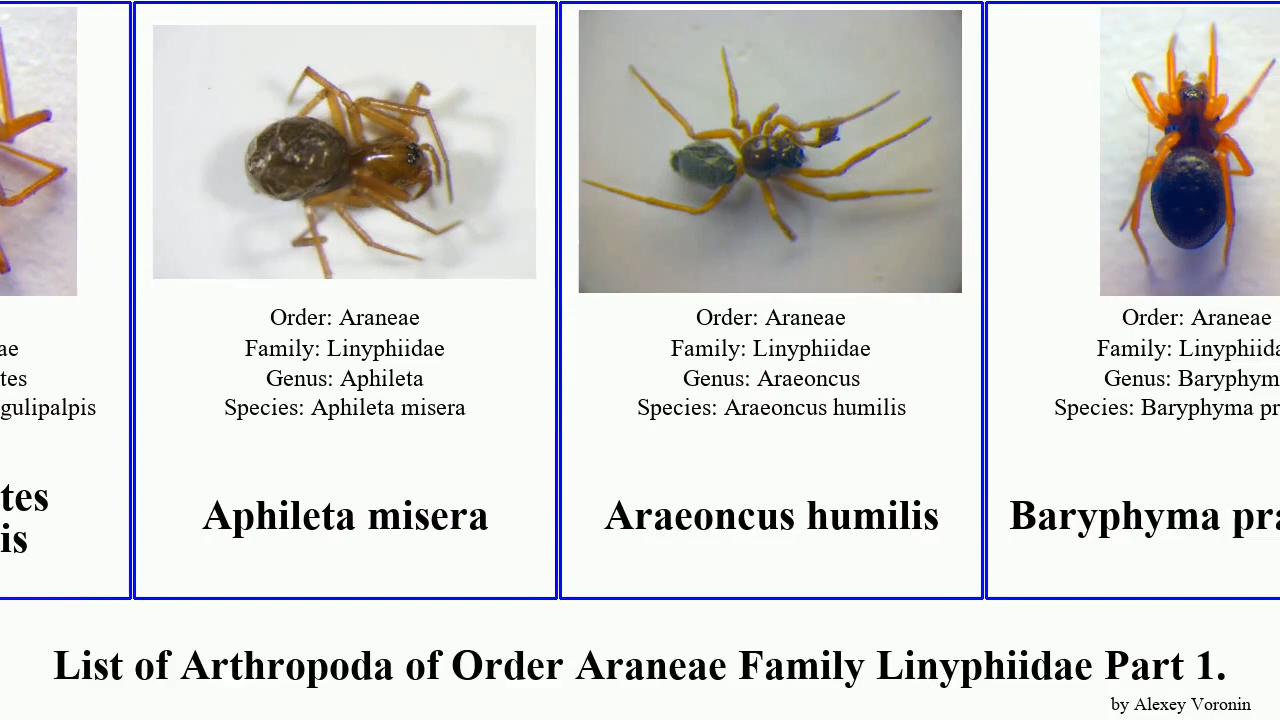 ae
tes
gulipalpis
tes
is
Order: Araneae
Family: Linyphiidae
Genus: Aphileta
Species: Aphileta misera
Aphileta misera
Order: Araneae
Family: Linyphiidae
Genus: Araeoncus
Species: Araeoncus humilis
Araeoncus humilis
Order: Araneae
Family: Linyphiida
Genus: Baryphym
Species: Baryphyma pr
Baryphyma pra
List of Arthropoda of Order Araneae Family Linyphiidae Part 1.
by Alexey Voronin